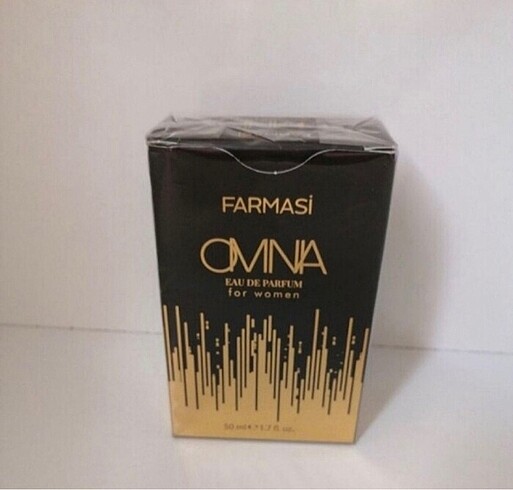 FARMASİ
OMNIA
EAU DE PARFUM
for women
50 ml ℮ / 1.7 fl. oz.